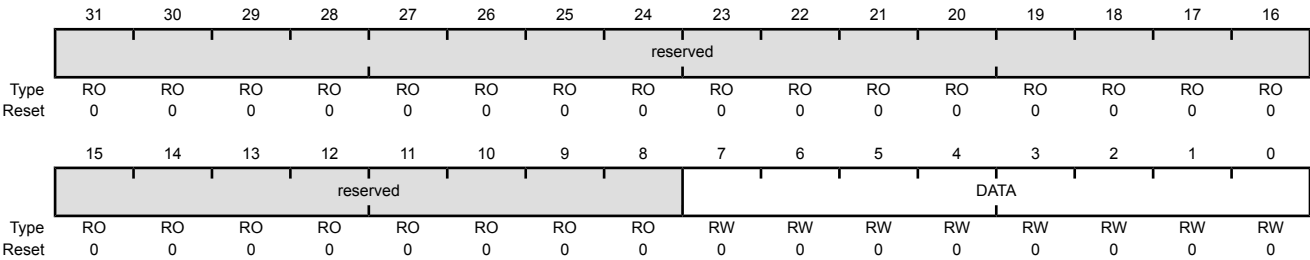 31 30 29 28 27 26 25 24 23 22 21 20 19 18 17 16
reserved
Type RO RO RO RO RO RO RO RO RO RO RO RO RO RO RO RO
Reset 0 0 0 0 0 0 0 0 0 0 0 0 0 0 0 0
15 14 13 12 11 10 9 8 7 6 5 4 3 2 1 0
reserved DATA
Type RO RO RO RO RO RO RO RO RW RW RW RW RW RW RW RW
Reset 0 0 0 0 0 0 0 0 0 0 0 0 0 0 0 0